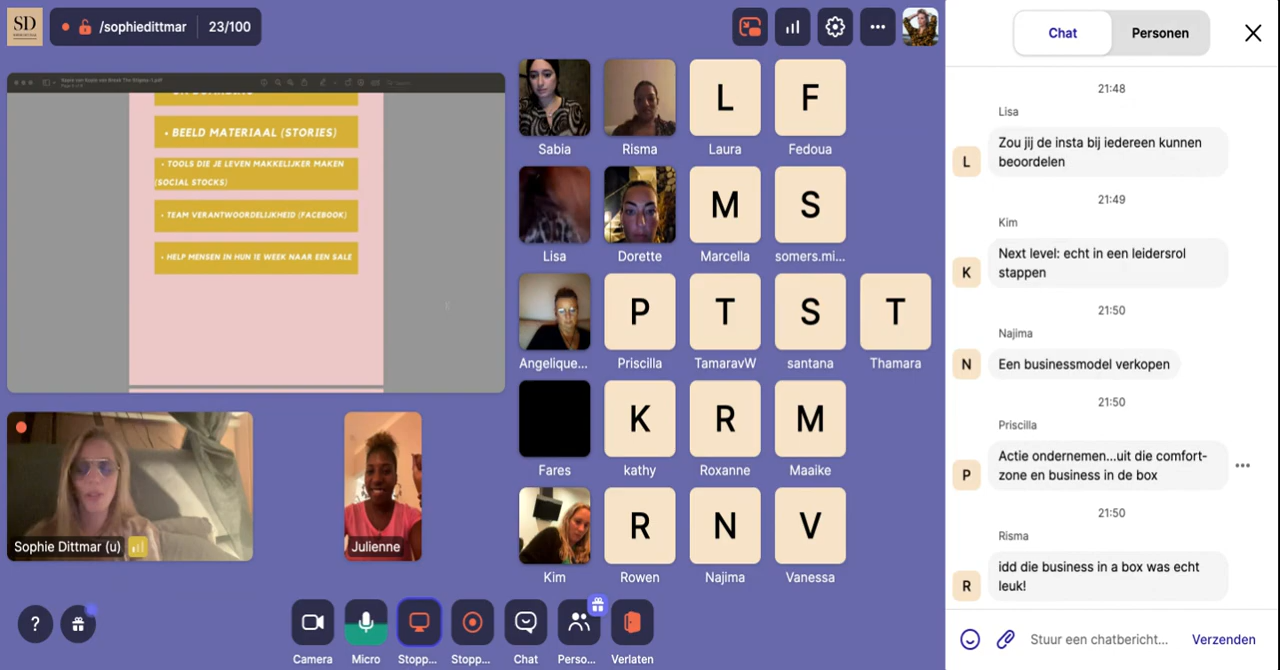 SD
/sophiedittmar
23/100
• BEELD MATERIAAL (STORIES)
• TOOLS DIE JE LEVEN MAKKELIJKER MAKEN
(SOCIAL STOCKS)
• TEAM VERANTWOORDELIJKHEID (FACEBOOK)
• HELP MENSEN IN HUN 1E WEEK NAAR EEN SALE
Sophie Dittmar (u)
Julienne
L
F
Sabia
Risma
Laura
Fedoua
M
S
Lisa
Dorette
Marcella
somers.mi...
P
T
S
T
Angelique...
Priscilla
TamaravW
santana
Thamara
K
R
M
Fares
kathy
Roxanne
Maaike
R
N
V
Kim
Rowen
Najima
Vanessa
?
Camera
Micro
Stopp...
Stopp...
Chat
Perso...
Verlaten
Chat
Personen
21:48
Lisa
L
Zou jij de insta bij iedereen kunnen
beoordelen
21:49
Kim
K
Next level: echt in een leidersrol
stappen
21:50
Najima
N
Een businessmodel verkopen
21:50
Priscilla
P
Actie ondernemen...uit die comfort-
zone en business in de box
21:50
Risma
R
idd die business in a box was echt
leuk!
Stuur een chatbericht...
Verzenden